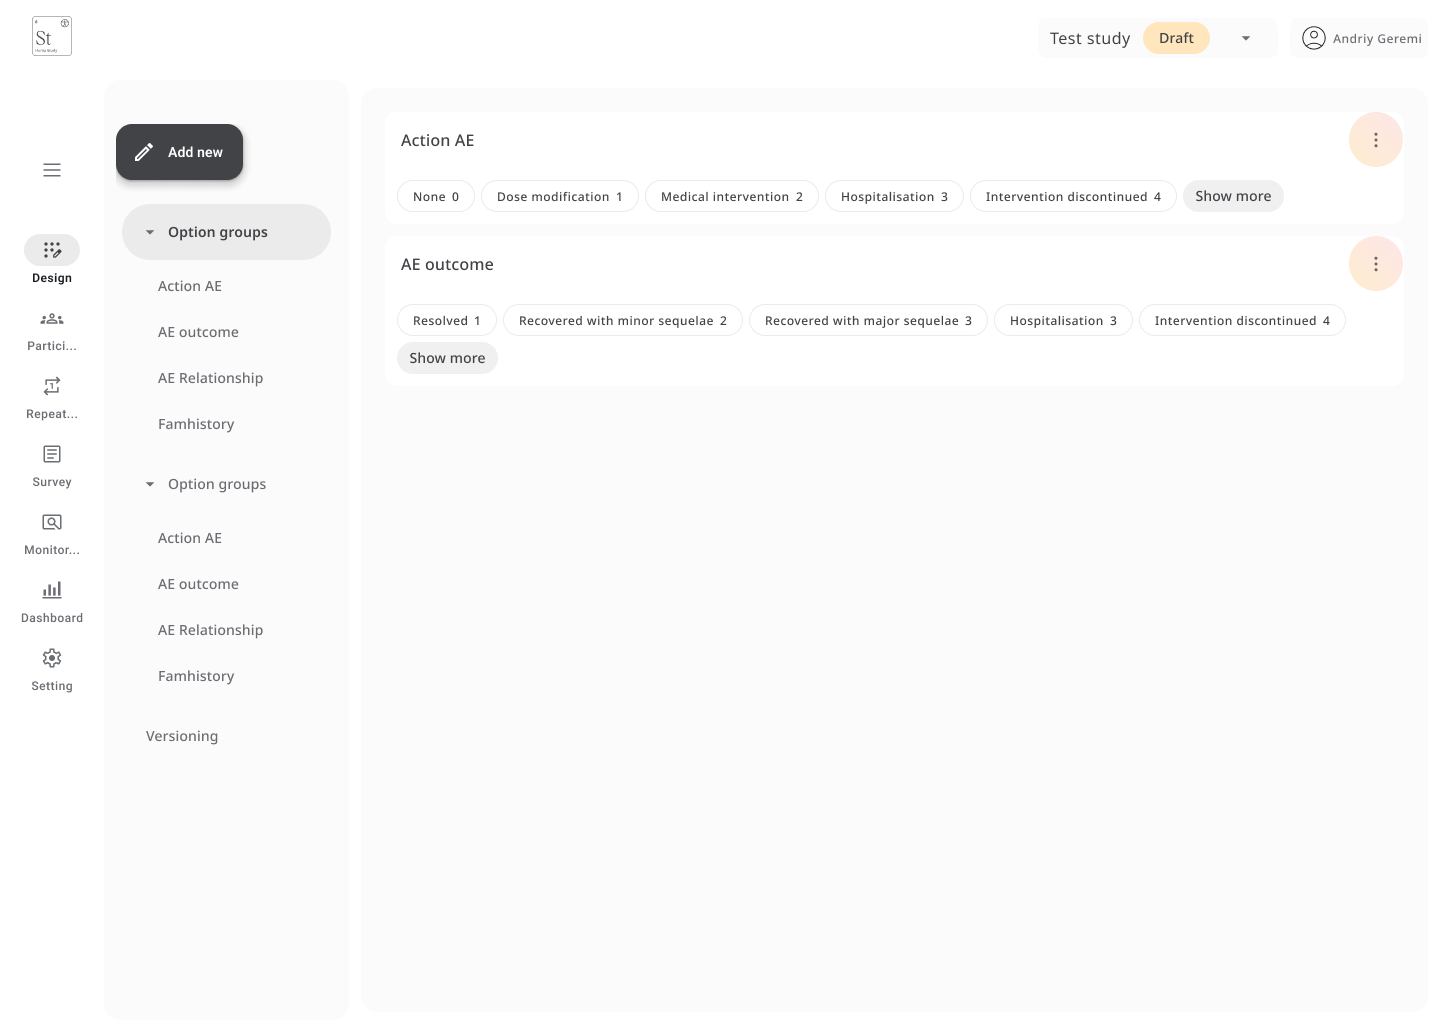 St
Test study
Draft
Andriy Geremi
Add new
Design
Partici...
Repeat...
Survey
Monitor...
Dashboard
Setting
Option groups
Action AE
AE outcome
AE Relationship
Famhistory
Option groups
Action AE
AE outcome
AE Relationship
Famhistory
Versioning
Action AE
None 0 Dose modification 1 Medical intervention 2 Hospitalisation 3 Intervention discontinued 4 Show more
AE outcome
Resolved 1 Recovered with minor sequelae 2 Recovered with major sequelae 3 Hospitalisation 3 Intervention discontinued 4
Show more